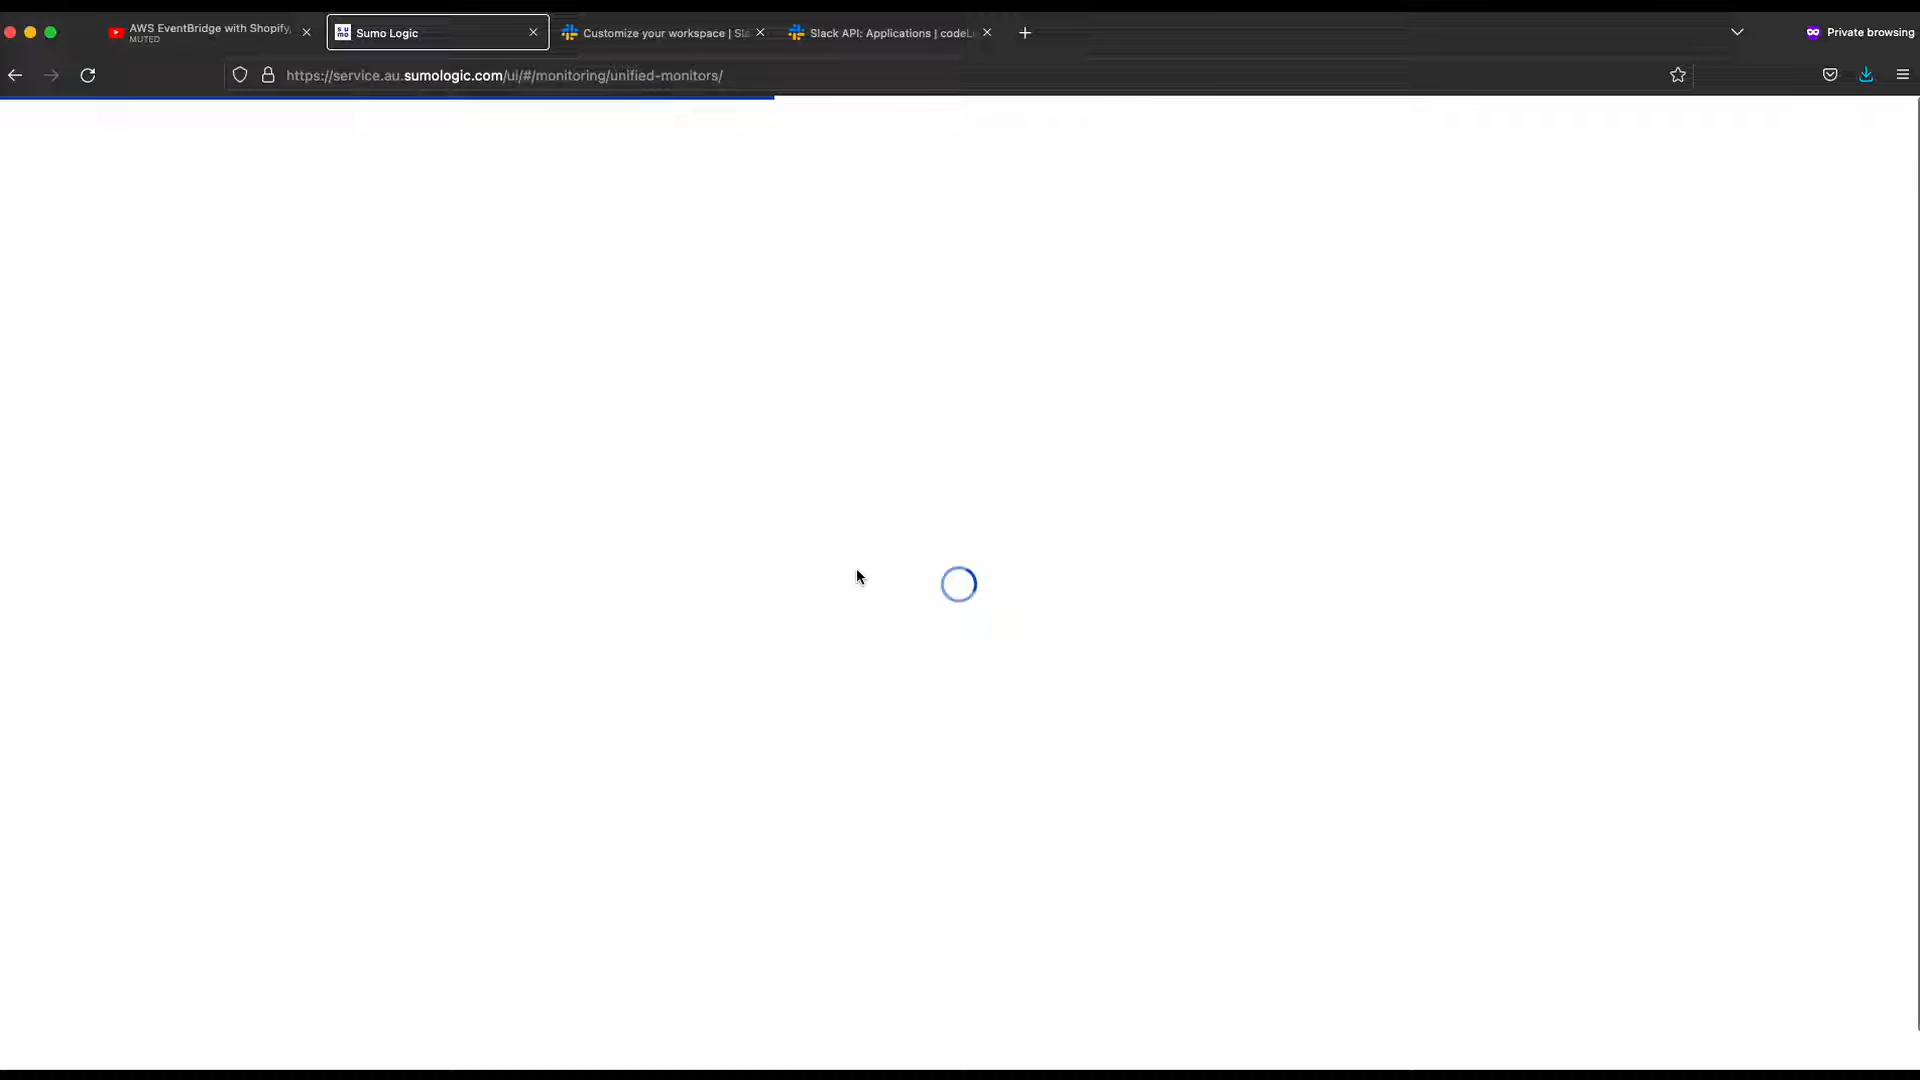 AWS EventBridge with Shopify,
MUTED
Sumo Logic
Customize your workspace | Sla
Slack API: Applications | codeL
Private browsing
https://service.au.sumologic.com/ui/#/monitoring/unified-monitors/